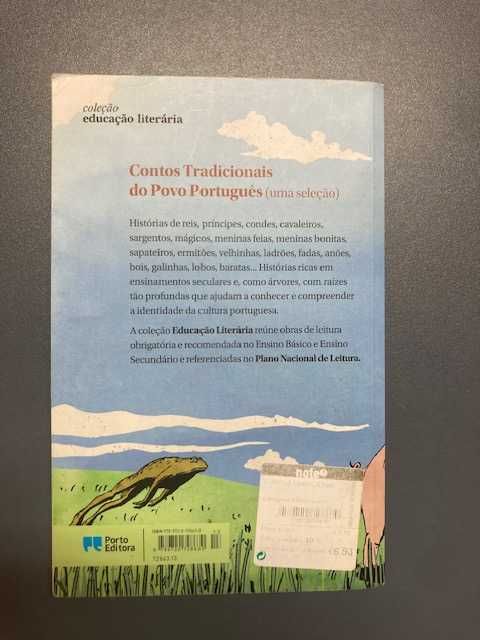 coleção
educação literária
Contos Tradicionais
do Povo Português (uma seleção)
Histórias de reis, príncipes, condes, cavaleiros,
sargentos, mágicos, meninas feias, meninas bonitas,
sapateiros, ermitões, velhinhas, ladrões, fadas, anões,
bois, galinhas, lobos, baratas... Histórias ricas em
ensinamentos seculares e, como árvores, com raízes
tão profundas que ajudam a conhecer e compreender
a identidade da cultura portuguesa.
A coleção Educação Literária reúne obras de leitura
obrigatória e recomendada no Ensino Básico e Ensino
Secundário e referenciadas no Plano Nacional de Leitura.
Porto
Editora